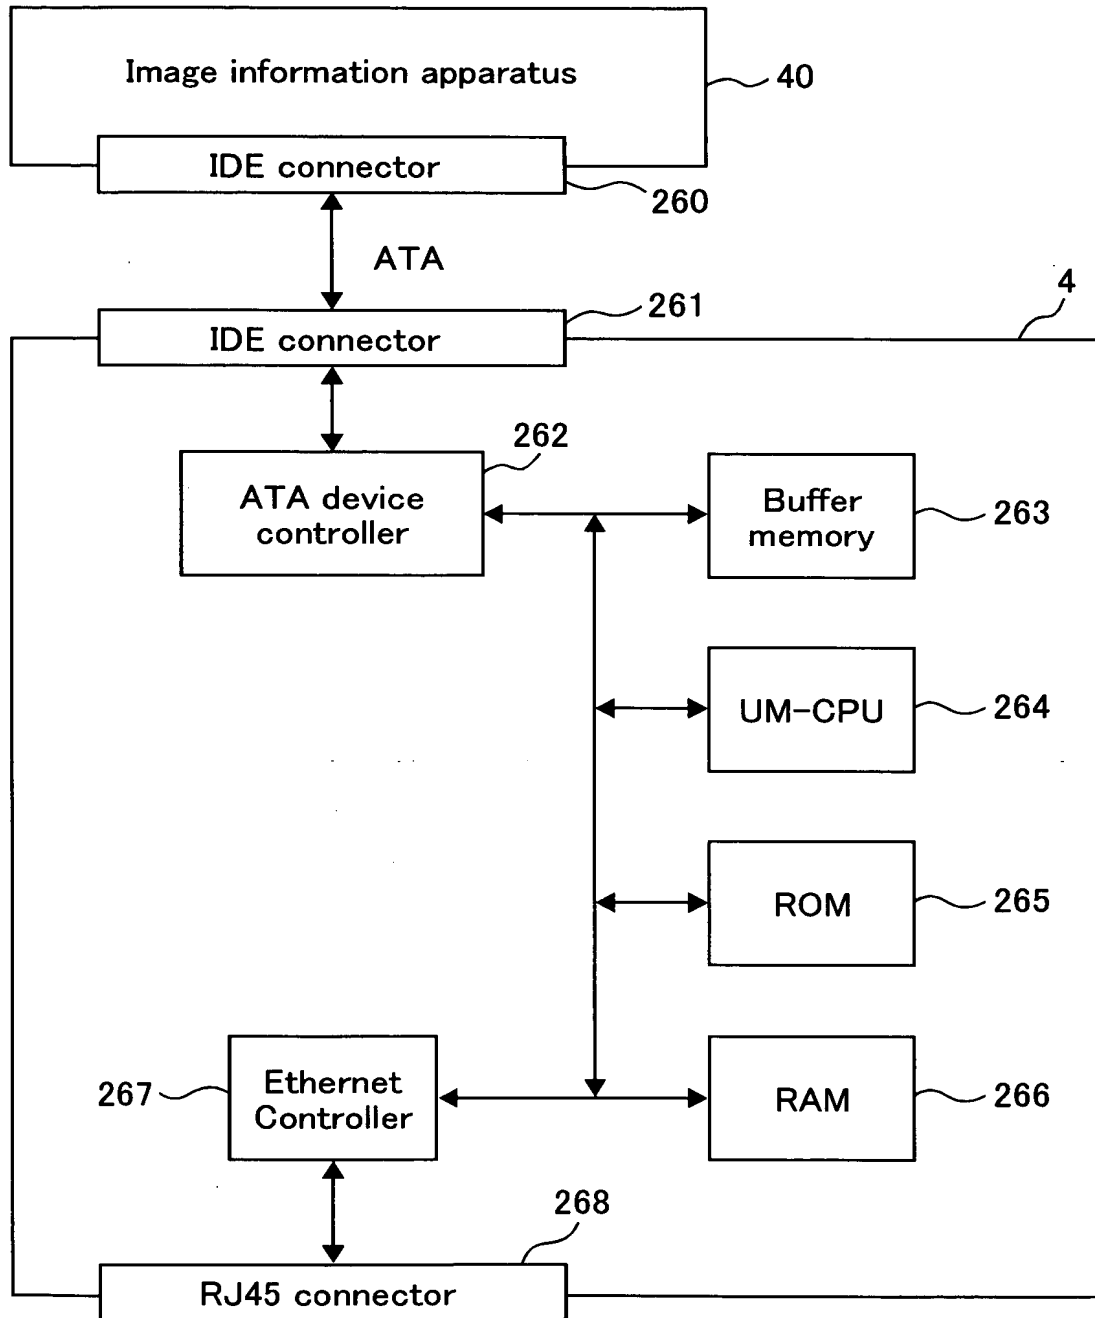 Image information apparatus
40
IDE connector
260
ATA
261
4
IDE connector
262
ATA device
controller
Buffer
memory
263
UM-CPU
264
ROM
265
267
Ethernet
Controller
RAM
266
268
RJ45 connector